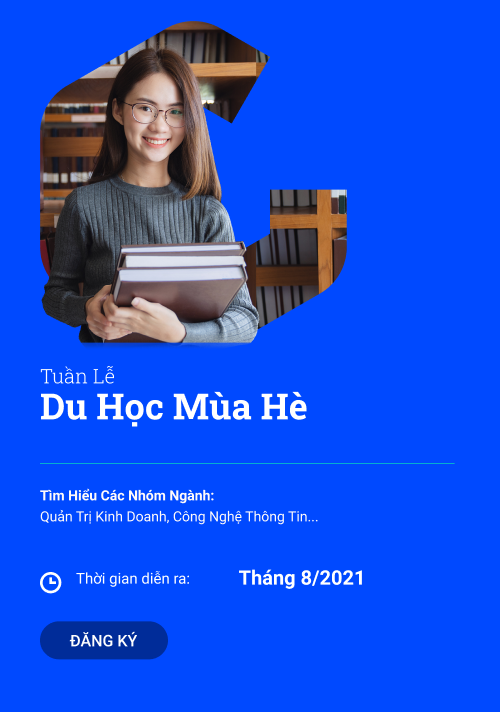 Tuần Lễ
Du Học Mùa Hè
Tìm Hiểu Các Nhóm Ngành:
Quản Trị Kinh Doanh, Công Nghệ Thông Tin...
Thời gian diễn ra: Tháng 8/2021
ĐĂNG KÝ